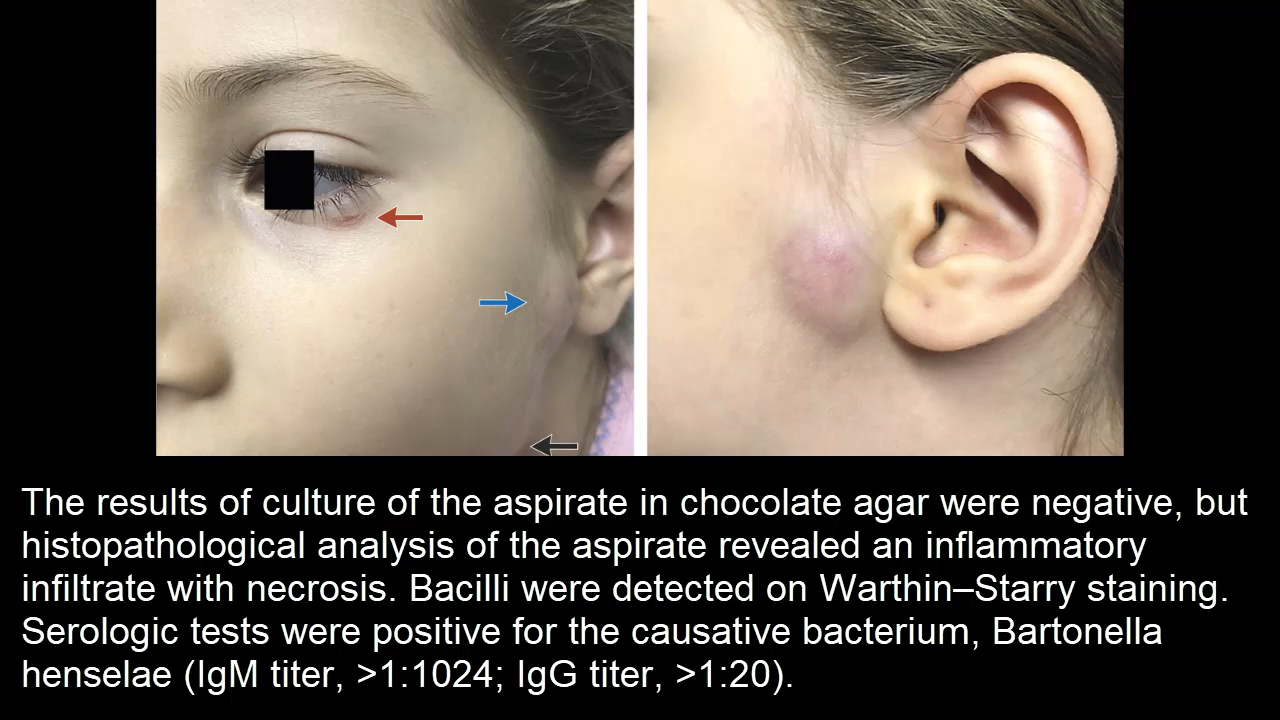 The results of culture of the aspirate in chocolate agar were negative, but
histopathological analysis of the aspirate revealed an inflammatory
infiltrate with necrosis. Bacilli were detected on Warthin–Starry staining.
Serologic tests were positive for the causative bacterium, Bartonella
henselae (IgM titer, >1:1024; IgG titer, >1:20).